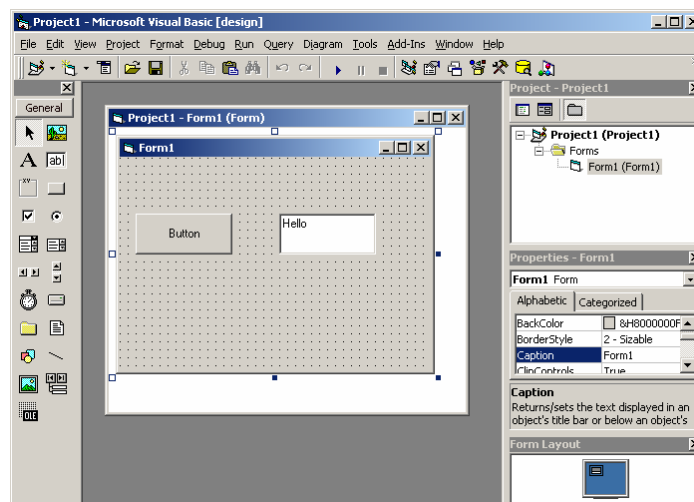 Project1 - Microsoft Visual Basic [design]
File Edit View Project Format Debug Run Query Diagram Tools Add-Ins Window Help
General
A
ab|
XY
OLE
Project1 - Form1 (Form)
Form1
Button
Hello
Project - Project1
Project1 (Project1)
Forms
Form1 (Form1)
Properties - Form1
Form1 Form
Alphabetic Categorized
BackColor &H8000000F
BorderStyle 2 - Sizable
Caption Form1
ClipControls True
Caption
Returns/sets the text displayed in an
object's title bar or below an object's
Form Layout